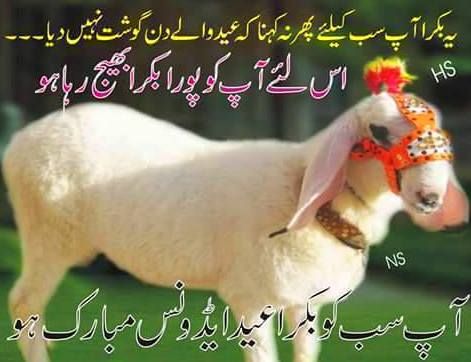 یہ بکرا آپ سب کیلئے پھر نہ کہنا کہ عید والے دن گوشت نہیں دیا۔۔۔
اس لئے آپ کو پورا بکرا بھیج رہا ہو
HS
NS
آپ سب کو بکرا عید ایڈونس مبارک ہو